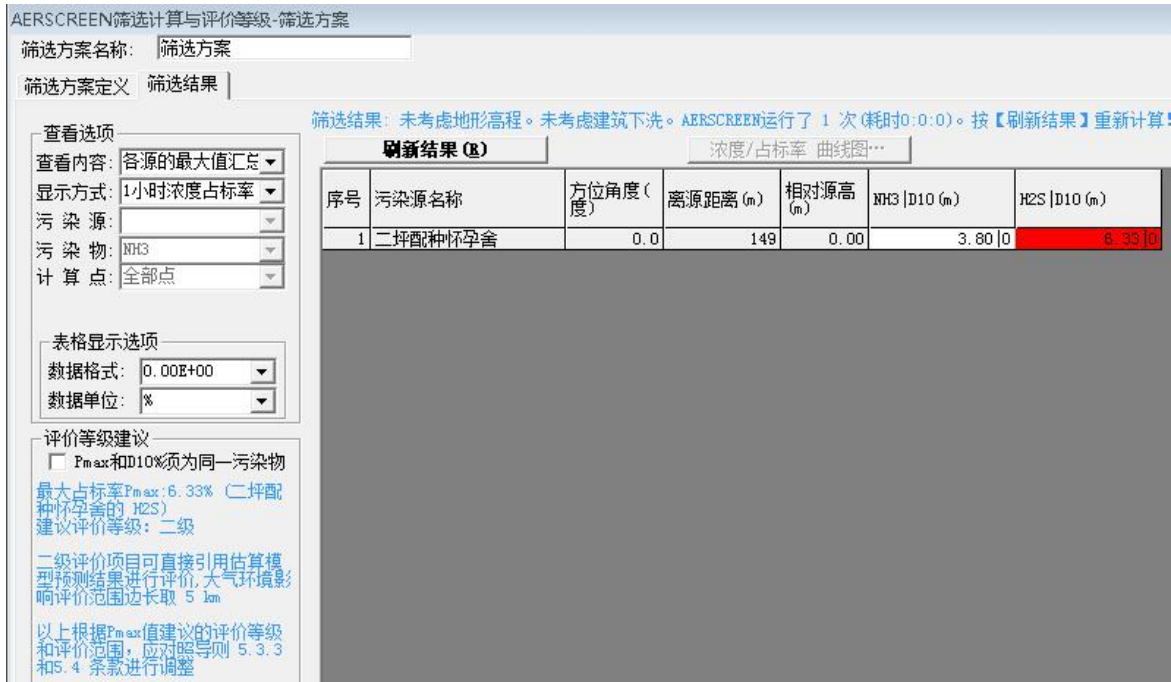 AERSCREEN筛选计算与评价等级-筛选方案
筛选方案名称: 筛选方案
筛选方案定义 筛选结果
筛选结果: 未考虑地形高程。未考虑建筑下洗。AERSCREEN运行了 1 次(耗时0:0:0)。按【刷新结果】重新计算!
刷新结果(R) 浓度/占标率 曲线图…
查看选项
查看内容: 各源的最大值汇总
显示方式: 1小时浓度占标率
污 染 源:
污 染 物: NH3
计 算 点: 全部点
序号 污染源名称 方位角度(度) 离源距离(m) 相对源高(m) NH3|D10(m) H2S|D10(m)
1 二坪配种怀孕舍 0.0 149 0.00 3.80|0 6.33|0
表格显示选项
数据格式: 0.00E+00
数据单位: %
评价等级建议
Pmax和D10%须为同一污染物
最大占标率Pmax:6.33% (二坪配
种怀孕舍的 H2S)
建议评价等级: 二级
二级评价项目可直接引用估算模
型预测结果进行评价,大气环境影
响评价范围边长取 5 km
以上根据Pmax值建议的评价等级
和评价范围,应对照导则 5.3.3
和5.4 条款进行调整